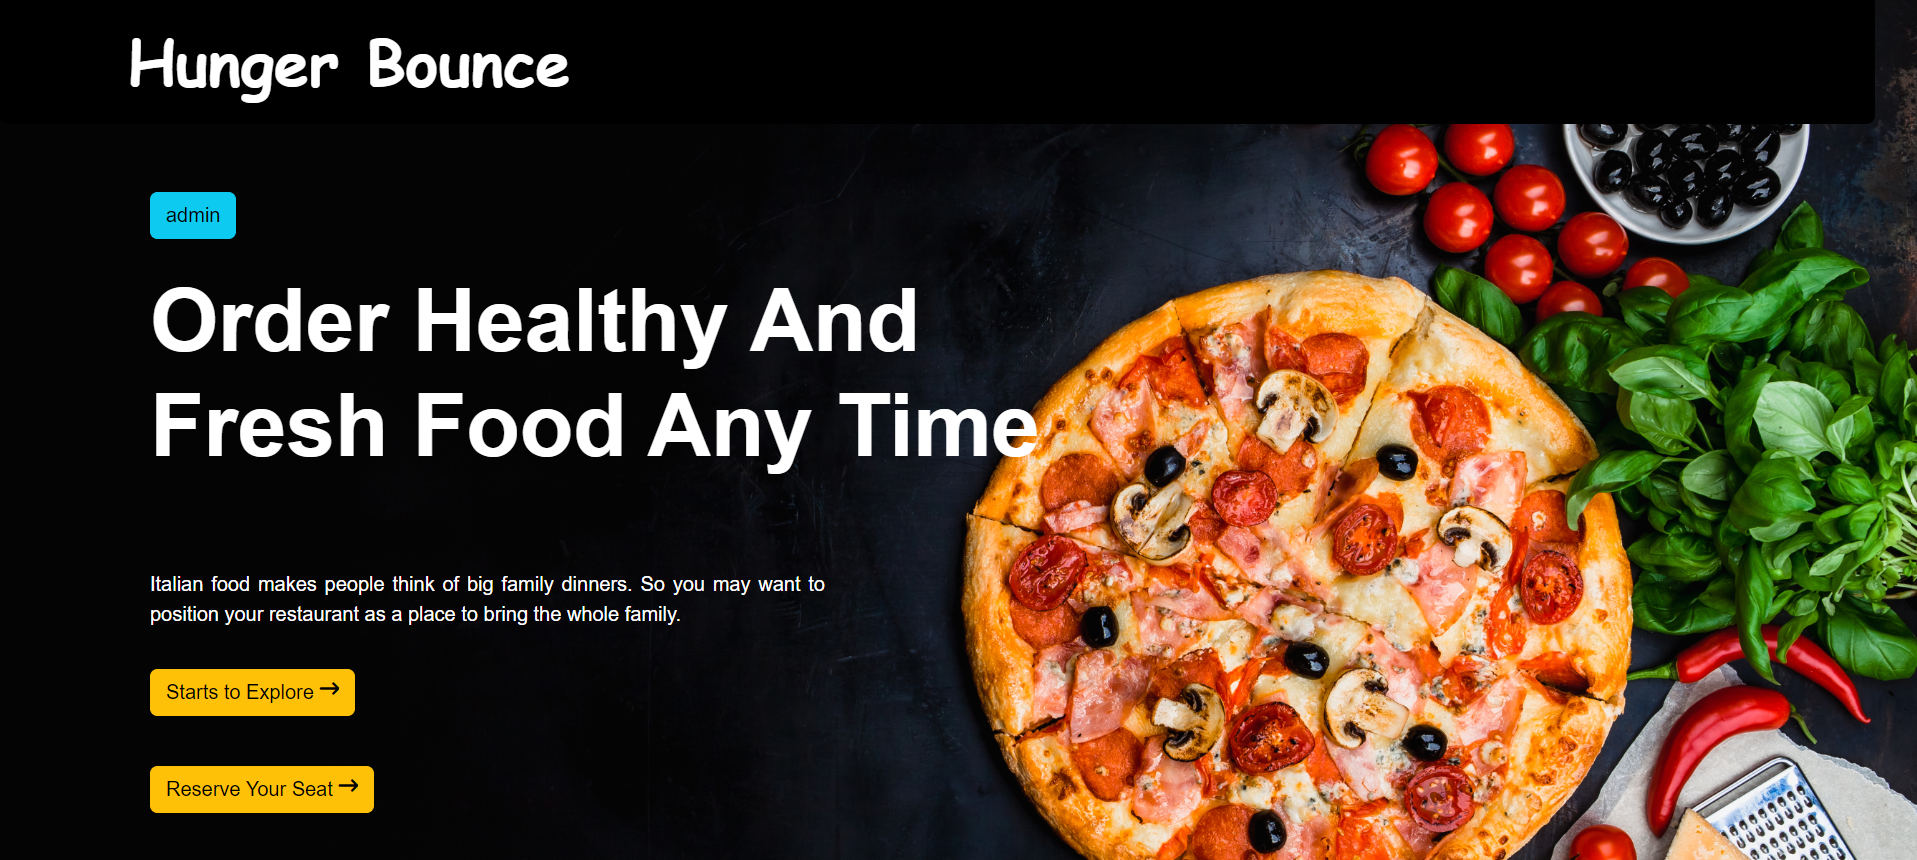 Hunger Bounce
admin
Order Healthy And
Fresh Food Any Time
Italian food makes people think of big family dinners. So you may want to
position your restaurant as a place to bring the whole family.
Starts to Explore →
Reserve Your Seat →